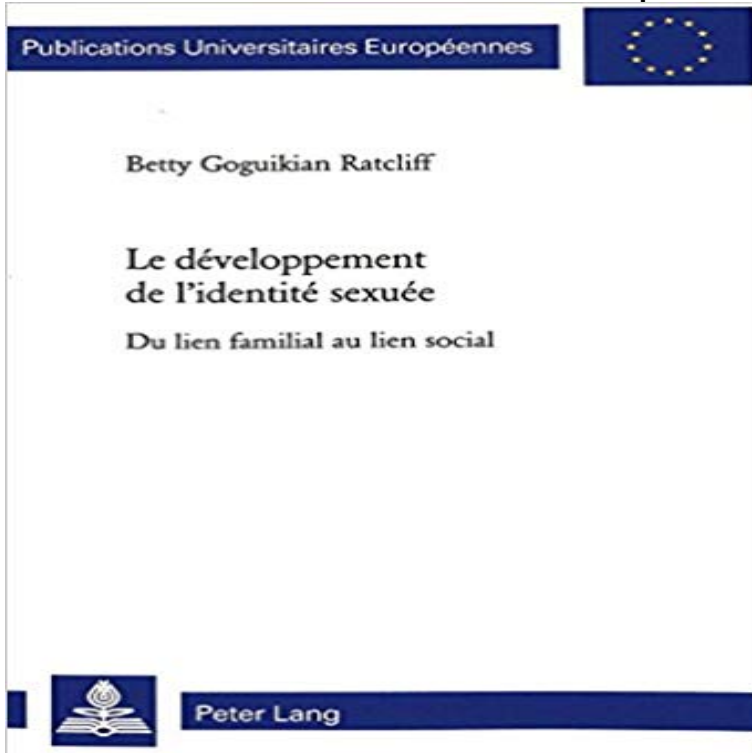 Publications Universitaires Européennes
Betty Goguikian Ratcliff
Le développement
de l'identité sexuée
Du lien familial au lien social
Peter Lang